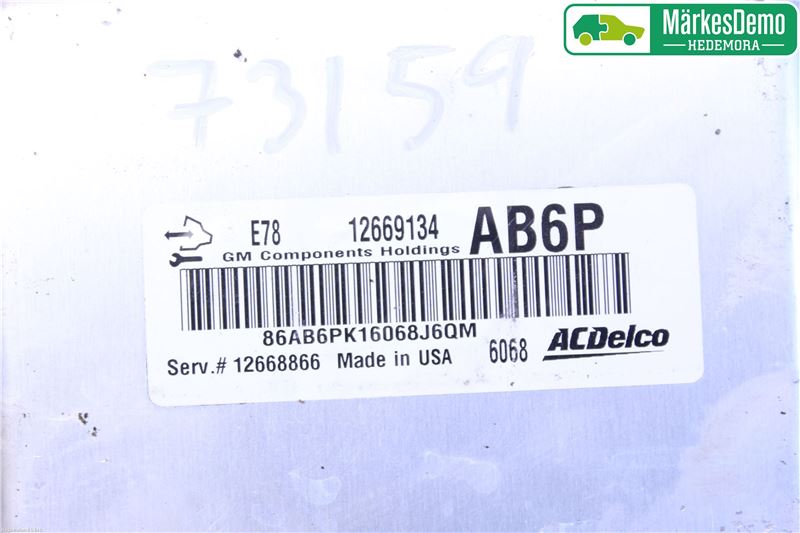 MärkesDemo
HEDEMORA
73159
E78 12669134 AB6P
GM Components Holdings
86AB6PK16068J6QM
Serv.# 12668866 Made in USA 6068 ACDelco